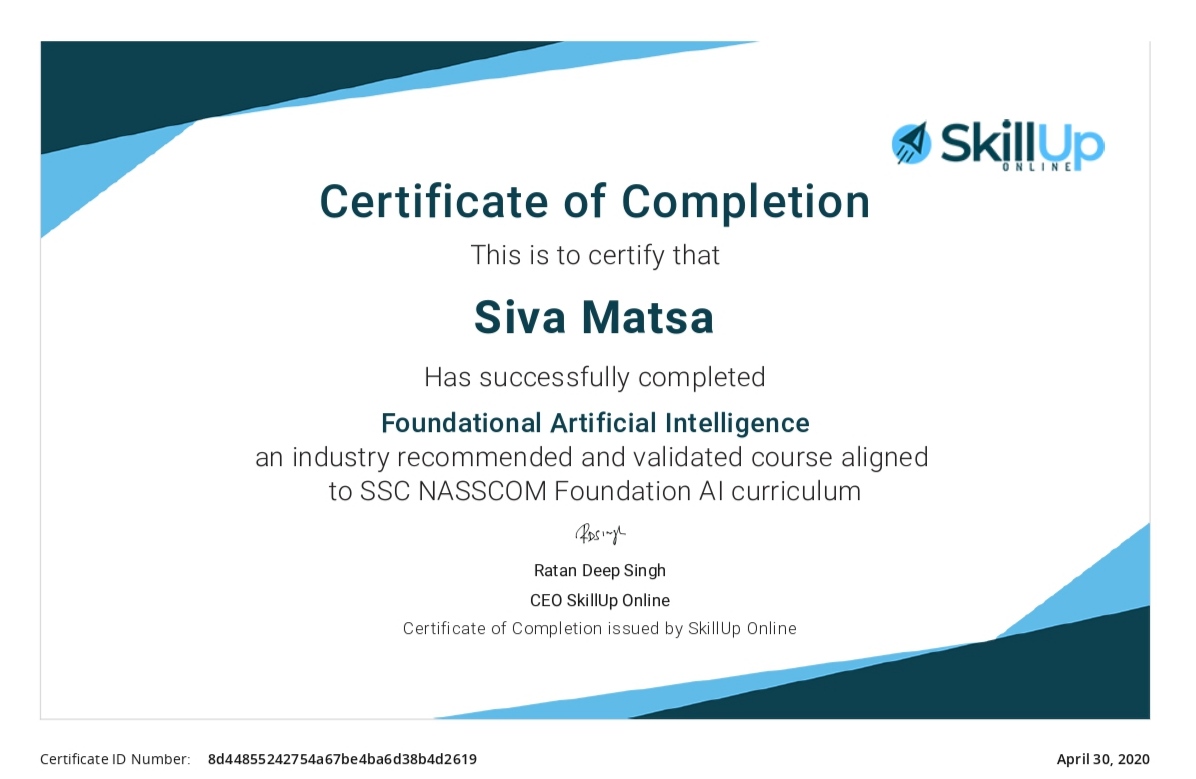 SkillUp
ONLINE
Certificate of Completion
This is to certify that
Siva Matsa
Has successfully completed
Foundational Artificial Intelligence
an industry recommended and validated course aligned
to SSC NASSCOM Foundation AI curriculum
RDSingh
Ratan Deep Singh
CEO SkillUp Online
Certificate of Completion issued by SkillUp Online
Certificate ID Number: 8d44855242754a67be4ba6d38b4d2619
April 30, 2020